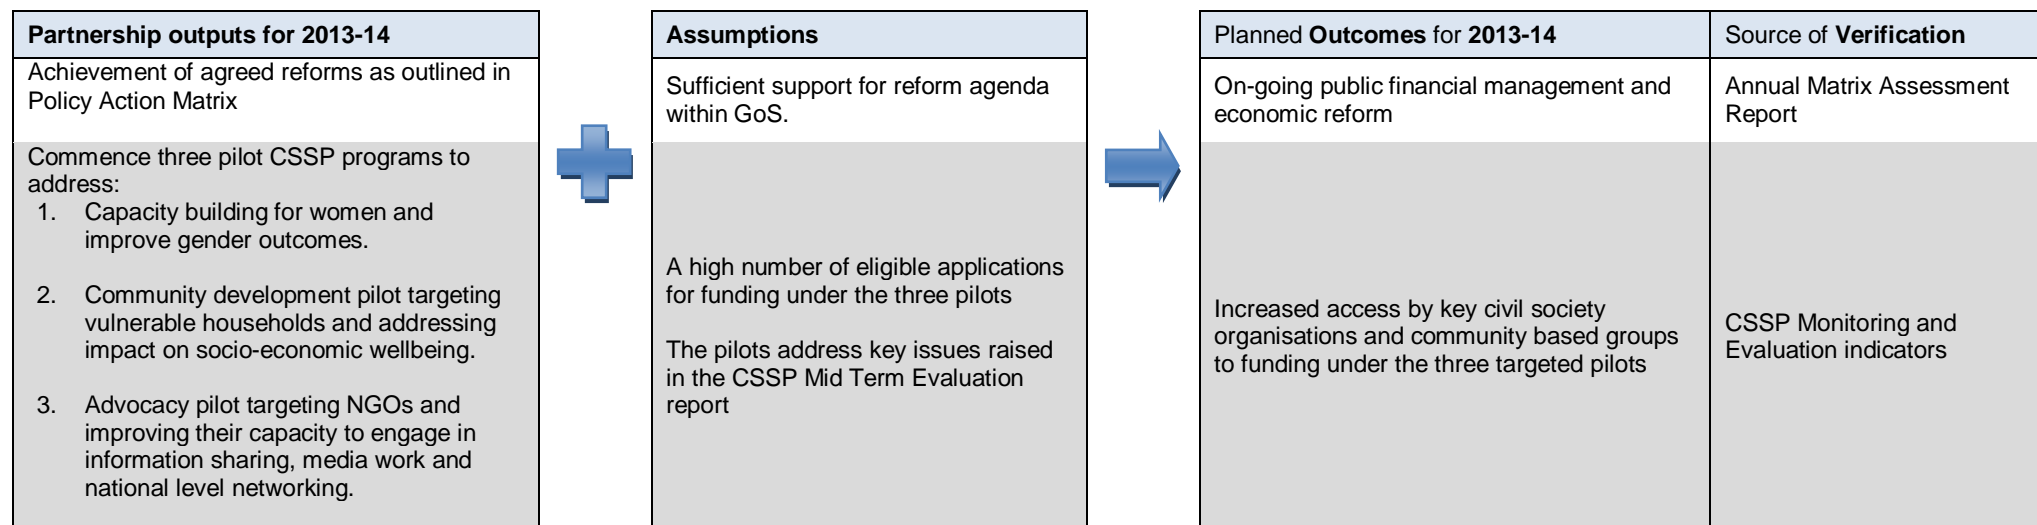 Partnership outputs for 2013-14
Achievement of agreed reforms as outlined in
Policy Action Matrix
Commence three pilot CSSP programs to
address:
1. Capacity building for women and
improve gender outcomes.
2. Community development pilot targeting
vulnerable households and addressing
impact on socio-economic wellbeing.
3. Advocacy pilot targeting NGOs and
improving their capacity to engage in
information sharing, media work and
national level networking.
Assumptions
Sufficient support for reform agenda
within GoS.
A high number of eligible applications
for funding under the three pilots
The pilots address key issues raised
in the CSSP Mid Term Evaluation
report
Planned Outcomes for 2013-14
On-going public financial management and
economic reform
Increased access by key civil society
organisations and community based groups
to funding under the three targeted pilots
Source of Verification
Annual Matrix Assessment
Report
CSSP Monitoring and
Evaluation indicators